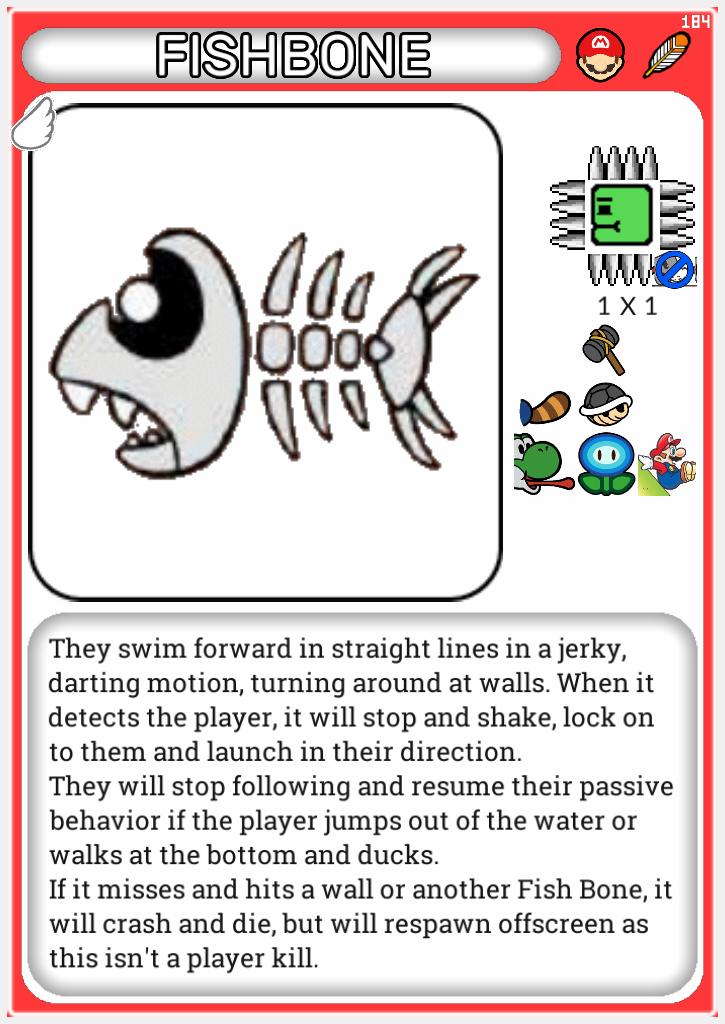 184
FISHBONE
M
1 X 1
They swim forward in straight lines in a jerky,
darting motion, turning around at walls. When it
detects the player, it will stop and shake, lock on
to them and launch in their direction.
They will stop following and resume their passive
behavior if the player jumps out of the water or
walks at the bottom and ducks.
If it misses and hits a wall or another Fish Bone, it
will crash and die, but will respawn offscreen as
this isn't a player kill.